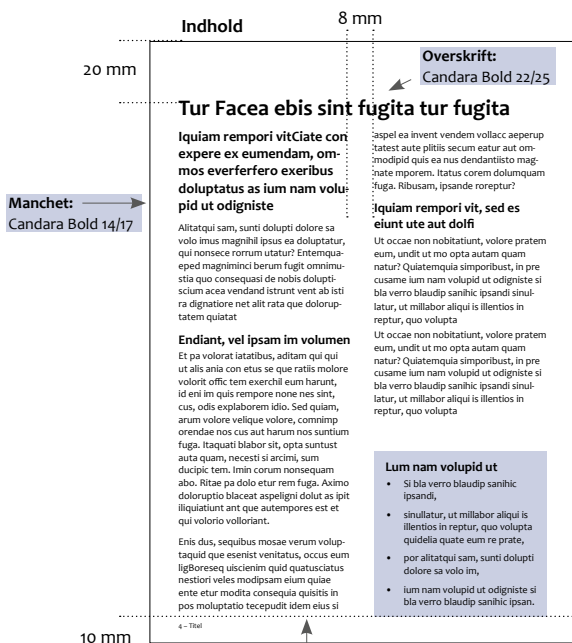 Indhold
8 mm
20 mm
Overskrift:
Candara Bold 22/25
Tur Facea ebis sint fugita tur fugita
Manchet:
Candara Bold 14/17
Iquiam rempori vitCiate con
expere ex eumendam, om-
mos everferfero exeribus
doluptatus as ium nam volu-
pid ut odigniste
Alitatqui sam, sunti dolupti dolore sa
volo imus magnihil ipsus ea doluptatur,
qui nonsece rorrum utatur? Entemqua-
eped magniminci berum fugit omnimu-
stia quo consequasi de nobis dolupti-
scium acea vendand istrunt vent ab isti
ra dignatiore net alit rata que dolorup-
tatem quiatat
Endiant, vel ipsam im volumen
Et pa volorat iatatibus, aditam qui qui
ut alis ania con etus se que ratiis molore
volorit offic tem exerchil eum harunt,
id eni im quis rempore none nes sint,
cus, odis explaborem idio. Sed quiam,
arum volore velique volore, comnimp
orendae nos cus aut harum nos suntium
fuga. Itaquati blabor sit, opta suntust
auta quam, necesti si arcimi, sum
ducipic tem. Imin corum nonsequam
abo. Ritae pa dolo etur rem fuga. Aximo
doloruptio blaceat aspeligni dolut as ipit
iliquiatiunt ant que autempores est et
qui volorio volloriant.
Enis dus, sequibus mosae verum volup-
taquid que esenist venitatus, occus eum
ligBoreseq uiscienim quid quatusciatus
nestiori veles modipsam eium quiae
ente etur modita consequia quisitis in
pos moluptatio tecepudit idem eius si
aspel ea invent vendem vollacc aeperup
tatest aute plitiis secum eatur aut om-
modipid quis ea nus dendantiisto mag-
nate mporem. Itatus corem dolumquam
fuga. Ribusam, ipsande roreptur?
Iquiam rempori vit, sed es
eiunt ute aut dolfi
Ut occae non nobitatiunt, volore pratem
eum, undit ut mo opta autam quam
natur? Quiatemquia simporibust, in pre
cusame ium nam volupid ut odigniste si
bla verro blaudip sanihic ipsandi sinul-
latur, ut millabor aliqui is illentios in
reptur, quo volupta
Ut occae non nobitatiunt, volore pratem
eum, undit ut mo opta autam quam
natur? Quiatemquia simporibust, in pre
cusame ium nam volupid ut odigniste si
bla verro blaudip sanihic ipsandi sinul-
latur, ut millabor aliqui is illentios in
reptur, quo volupta
Lum nam volupid ut
• Si bla verro blaudip sanihic
ipsandi,
• sinullatur, ut millabor aliqui is
illentios in reptur, quo volupta
quidelia quate eum re prate,
• por alitatqui sam, sunti dolupti
dolore sa volo im,
• ium nam volupid ut odigniste si
bla verro blaudip sanihic ipsan.
4 – Titel
10 mm